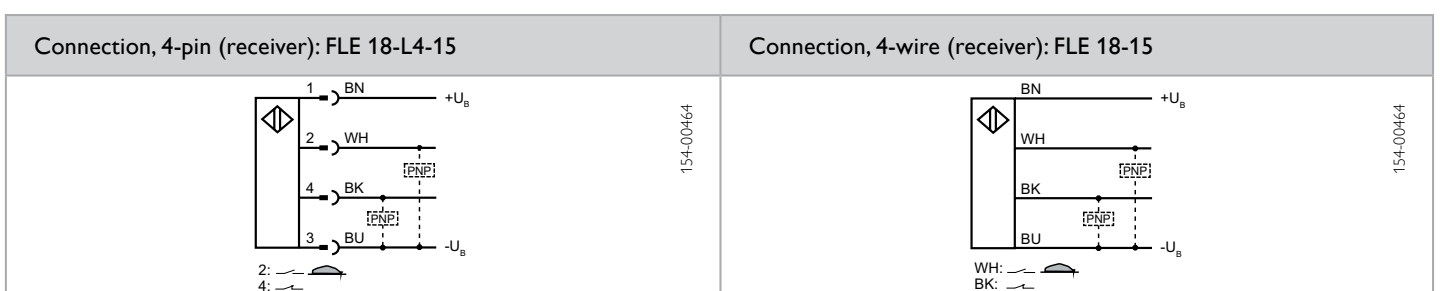 Connection, 4-pin (receiver): FLE 18-L4-15
1 BN +UB
2 WH
PNP
4 BK
PNP
3 BU -UB
2:
4:
154-00464
Connection, 4-wire (receiver): FLE 18-15
BN +UB
WH
PNP
BK
PNP
BU -UB
WH:
BK:
154-00464